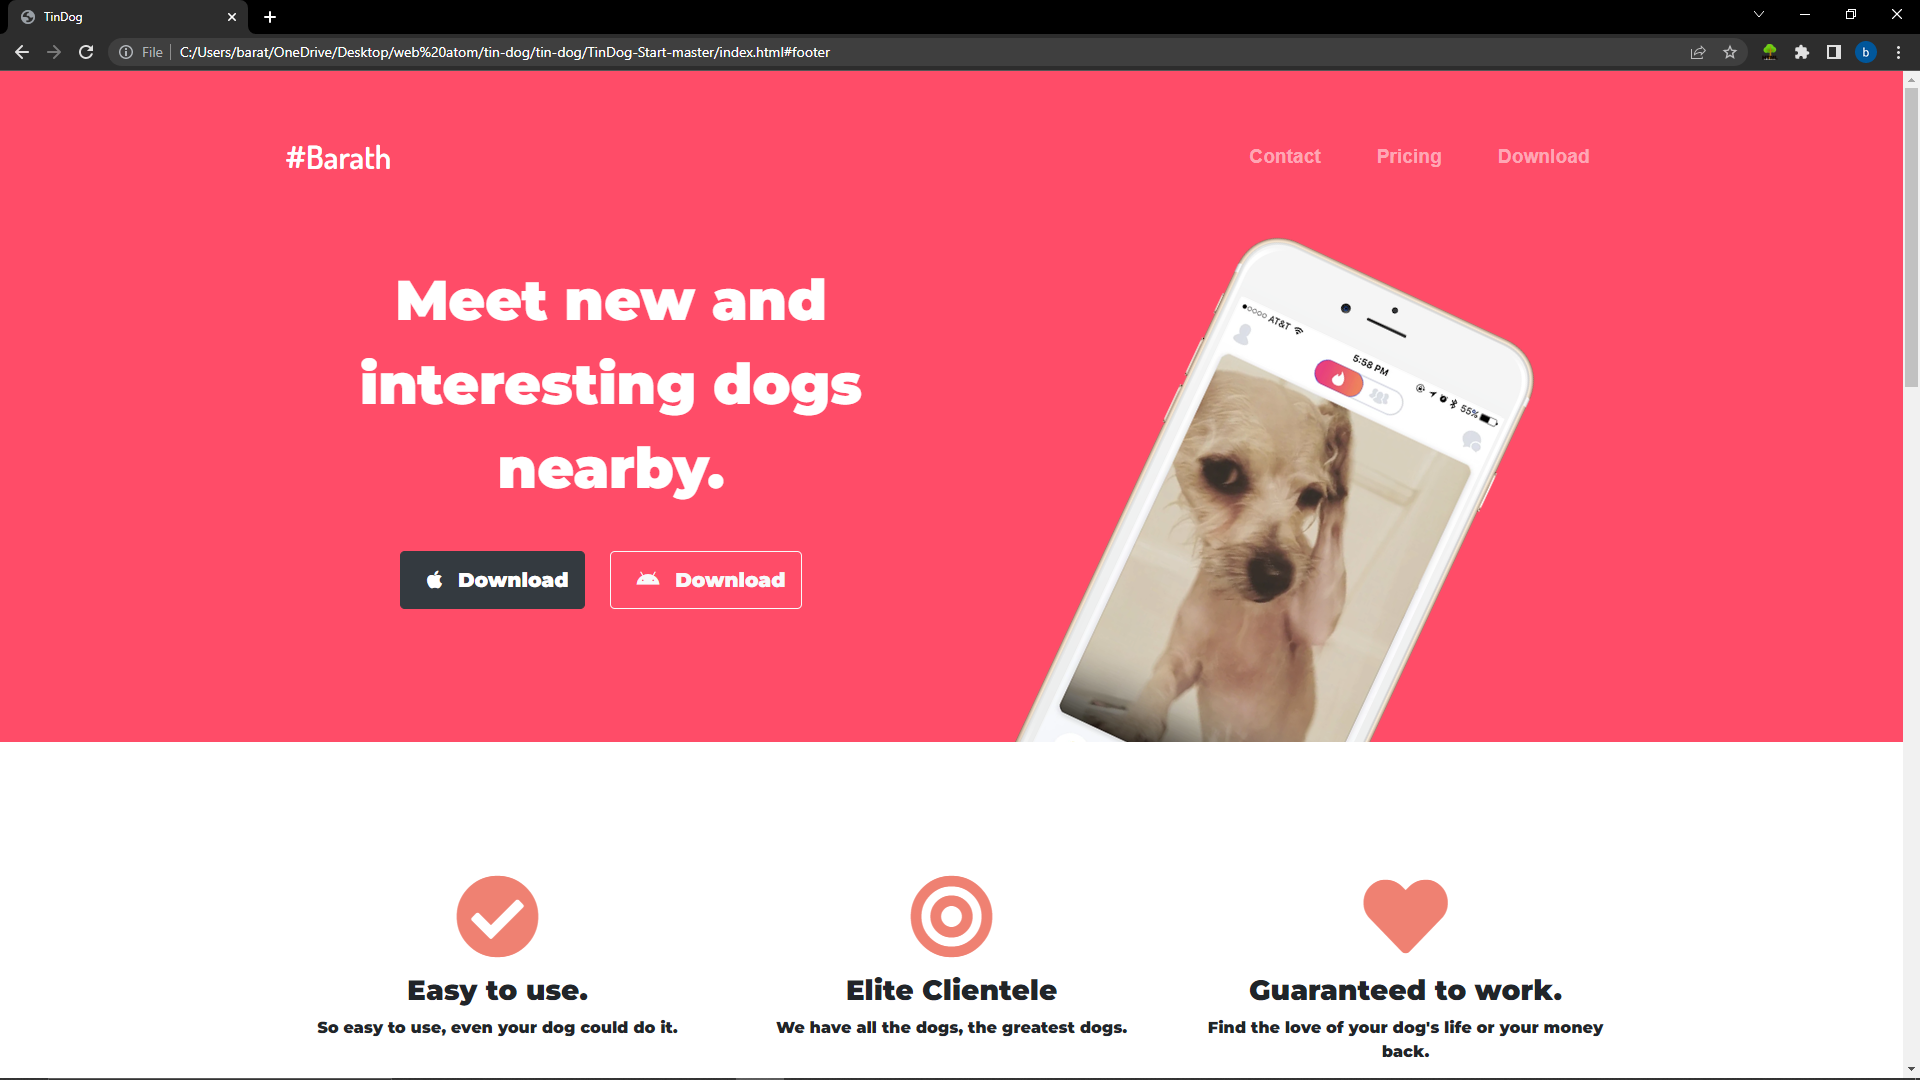 TinDog
File
C:/Users/barat/OneDrive/Desktop/web%20atom/tin-dog/tin-dog/TinDog-Start-master/index.html#footer
b
#Barath
Contact
Pricing
Download
Meet new and
interesting dogs
nearby.
Download
Download
AT&T
5:58 PM
55%
Easy to use.
So easy to use, even your dog could do it.
Elite Clientele
We have all the dogs, the greatest dogs.
Guaranteed to work.
Find the love of your dog's life or your money
back.